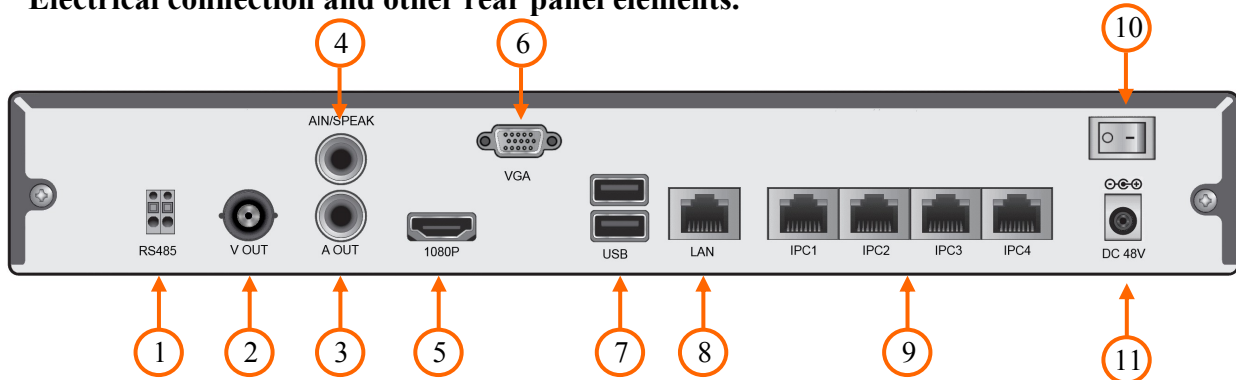 Electrical connection and other rear panel elements.
4
6
10
AIN/SPEAK
VGA
RS485
V OUT
A OUT
1080P
USB
LAN
IPC1
IPC2
IPC3
IPC4
DC 48V
1
2
3
5
7
8
9
11